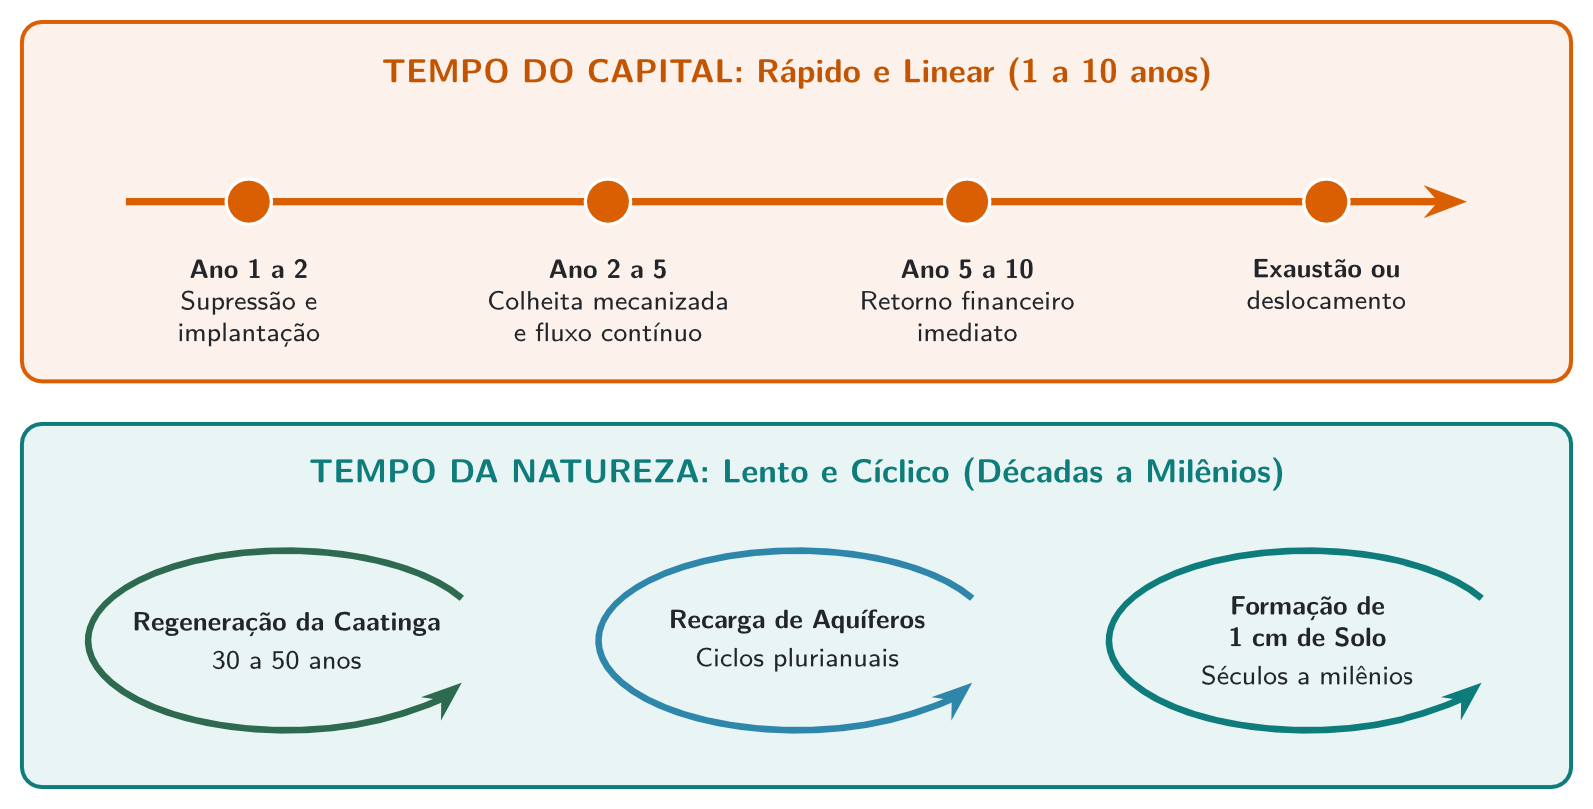 TEMPO DO CAPITAL: Rápido e Linear (1 a 10 anos)
Ano 1 a 2
Supressão e
implantação
Ano 2 a 5
Colheita mecanizada
e fluxo contínuo
Ano 5 a 10
Retorno financeiro
imediato
Exaustão ou
deslocamento
TEMPO DA NATUREZA: Lento e Cíclico (Décadas a Milênios)
Regeneração da Caatinga
30 a 50 anos
Recarga de Aquíferos
Ciclos plurianuais
Formação de
1 cm de Solo
Séculos a milênios